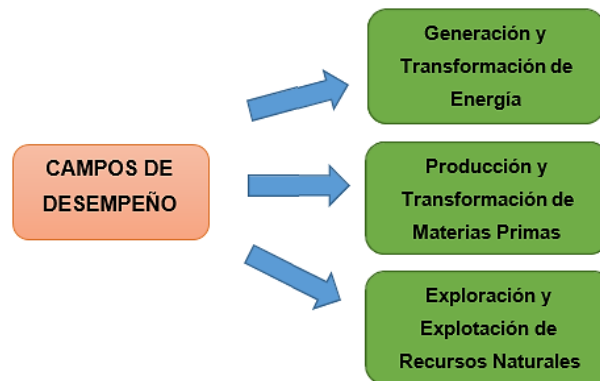 CAMPOS DE
DESEMPEÑO
Generación y
Transformación de
Energía
Producción y
Transformación de
Materias Primas
Exploración y
Explotación de
Recursos Naturales